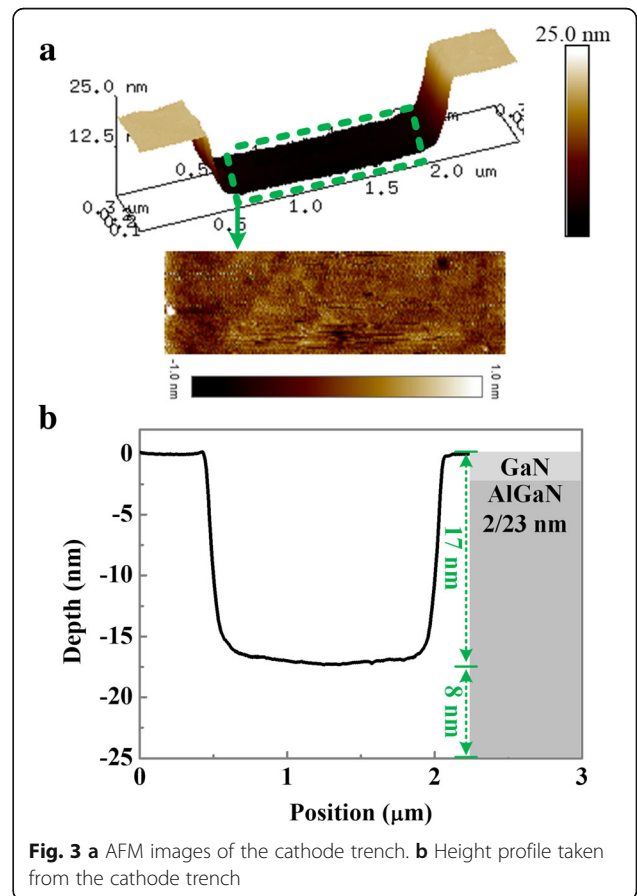 a
25.0 nm
25.0 nm
12.5
0.5
1.0
1.5
2.0 um
0.3 um
0.1
0.5
-1.0 nm
1.0 nm
b
0
-5
-10
-15
-20
-25
Depth (nm)
GaN
AlGaN
2/23 nm
17 nm
8 nm
0
1
2
3
Position (μm)
Fig. 3 a AFM images of the cathode trench. b Height profile taken
from the cathode trench